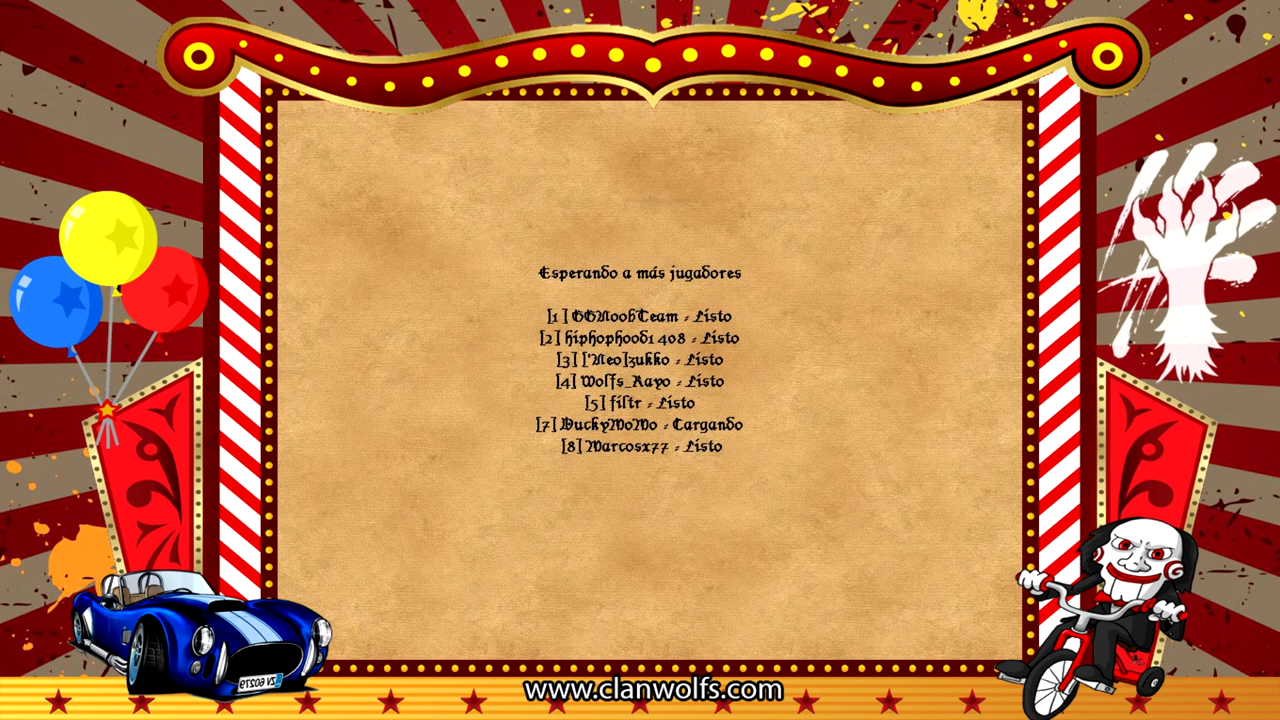 Esperando a más jugadores
[1] GGNoobTeam - Listo
[2] hiphophood1408 - Listo
[3] ['Neo]zukko - Listo
[4] Wolfs_Rayo - Listo
[5] filtr - Listo
[7] DuckyMoMo - Cargando
[8] Marcosx77 - Listo
www.clanwolfs.com